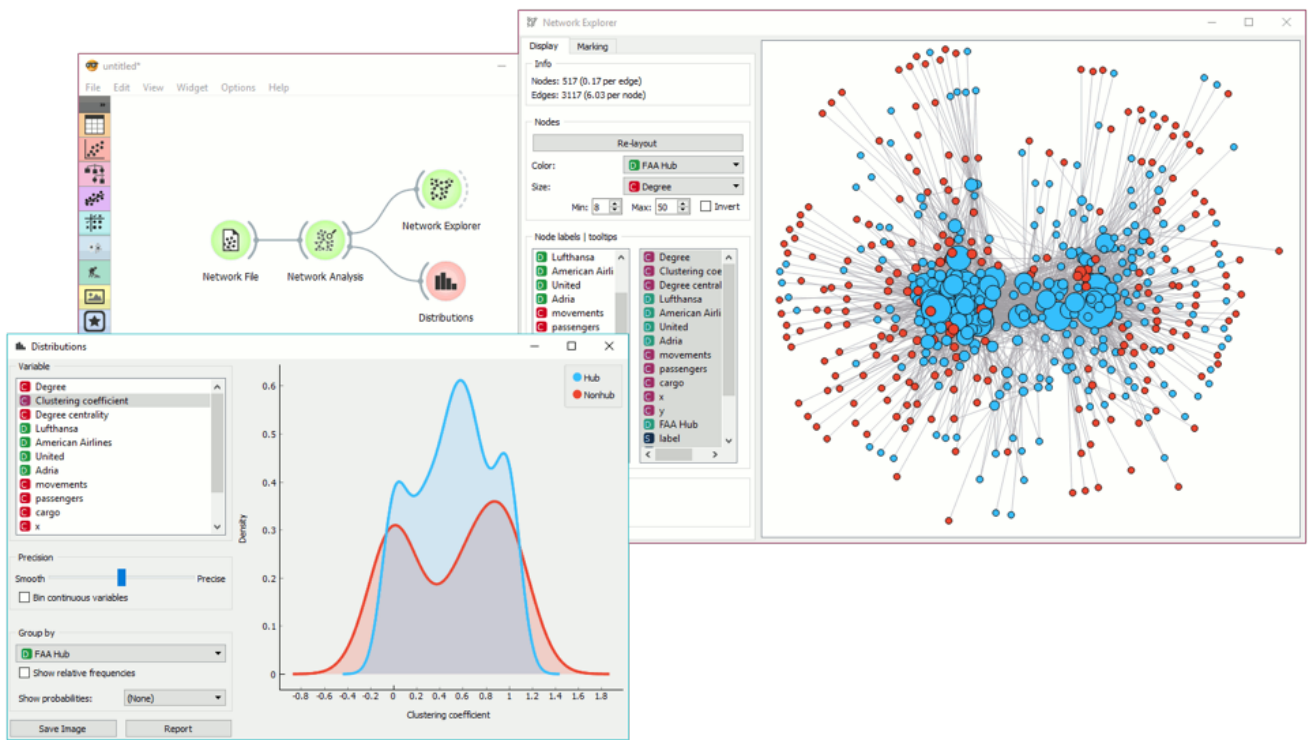 Network Explorer
Display
Marking
Info
Nodes: 517 (0.17 per edge)
Edges: 3117 (6.03 per node)
Nodes
Re-layout
Color:
D FAA Hub
Size:
C Degree
Min: 8
Max: 50
Invert
Node labels | tooltips
D Lufthansa
D American Airli
D United
D Adria
C movements
C passengers
C Degree
C Clustering coe
C Degree central
D Lufthansa
D American Airli
D United
D Adria
C movements
C passengers
C cargo
C x
C y
D FAA Hub
S label
untitled*
File Edit View Widget Options Help
Network File
Network Analysis
Network Explorer
Distributions
Distributions
Variable
C Degree
C Clustering coefficient
C Degree centrality
D Lufthansa
D American Airlines
D United
D Adria
C movements
C passengers
C cargo
C x
Precision
Smooth
Precise
Bin continuous variables
Group by
D FAA Hub
Show relative frequencies
Show probabilities:
(None)
Save Image
Report
Hub
Nonhub
Density
0.6
0.5
0.4
0.3
0.2
0.1
0
-0.8 -0.6 -0.4 -0.2 0 0.2 0.4 0.6 0.8 1 1.2 1.4 1.6 1.8
Clustering coefficient